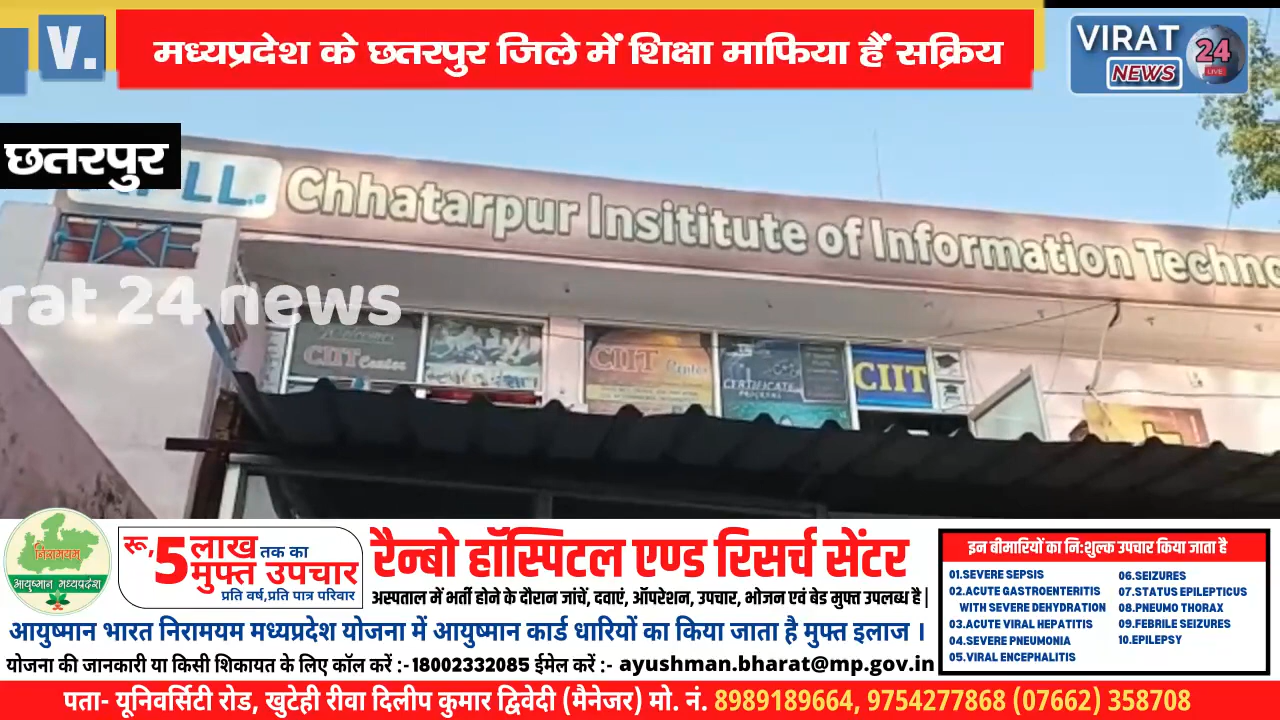 V.
मध्यप्रदेश के छतरपुर जिले में शिक्षा माफिया हैं सक्रिय
VIRAT
NEWS
24
LIVE
छतरपुर
LL.
Chhatarpur Insititute of Information Techno
rat 24 news
CIIT Center
CIIT Center
CERTIFICATE
PROGRAMS
CIIT
निरामयम
आयुष्मान मध्यप्रदेश
रू,5 लाख तक का
मुफ्त उपचार
प्रति वर्ष,प्रति पात्र परिवार
रैन्बो हॉस्पिटल एण्ड रिसर्च सेंटर
अस्पताल में भर्ती होने के दौरान जांचें, दवाएं, ऑपरेशन, उपचार, भोजन एवं बेड मुफ्त उपलब्ध है|
आयुष्मान भारत निरामयम मध्यप्रदेश योजना में आयुष्मान कार्ड धारियों का किया जाता है मुफ्त इलाज ।
योजना की जानकारी या किसी शिकायत के लिए कॉल करें :-18002332085 ईमेल करें :- ayushman.bharat@mp.gov.in
इन बीमारियों का नि:शुल्क उपचार किया जाता है
01.SEVERE SEPSIS
02.ACUTE GASTROENTERITIS
WITH SEVERE DEHYDRATION
03.ACUTE VIRAL HEPATITIS
04.SEVERE PNEUMONIA
05.VIRAL ENCEPHALITIS
06.SEIZURES
07.STATUS EPILEPTICUS
08.PNEUMO THORAX
09.FEBRILE SEIZURES
10.EPILEPSY
पता- यूनिवर्सिटी रोड, खुटेही रीवा दिलीप कुमार द्विवेदी (मैनेजर) मो. नं. 8989189664, 9754277868 (07662) 358708